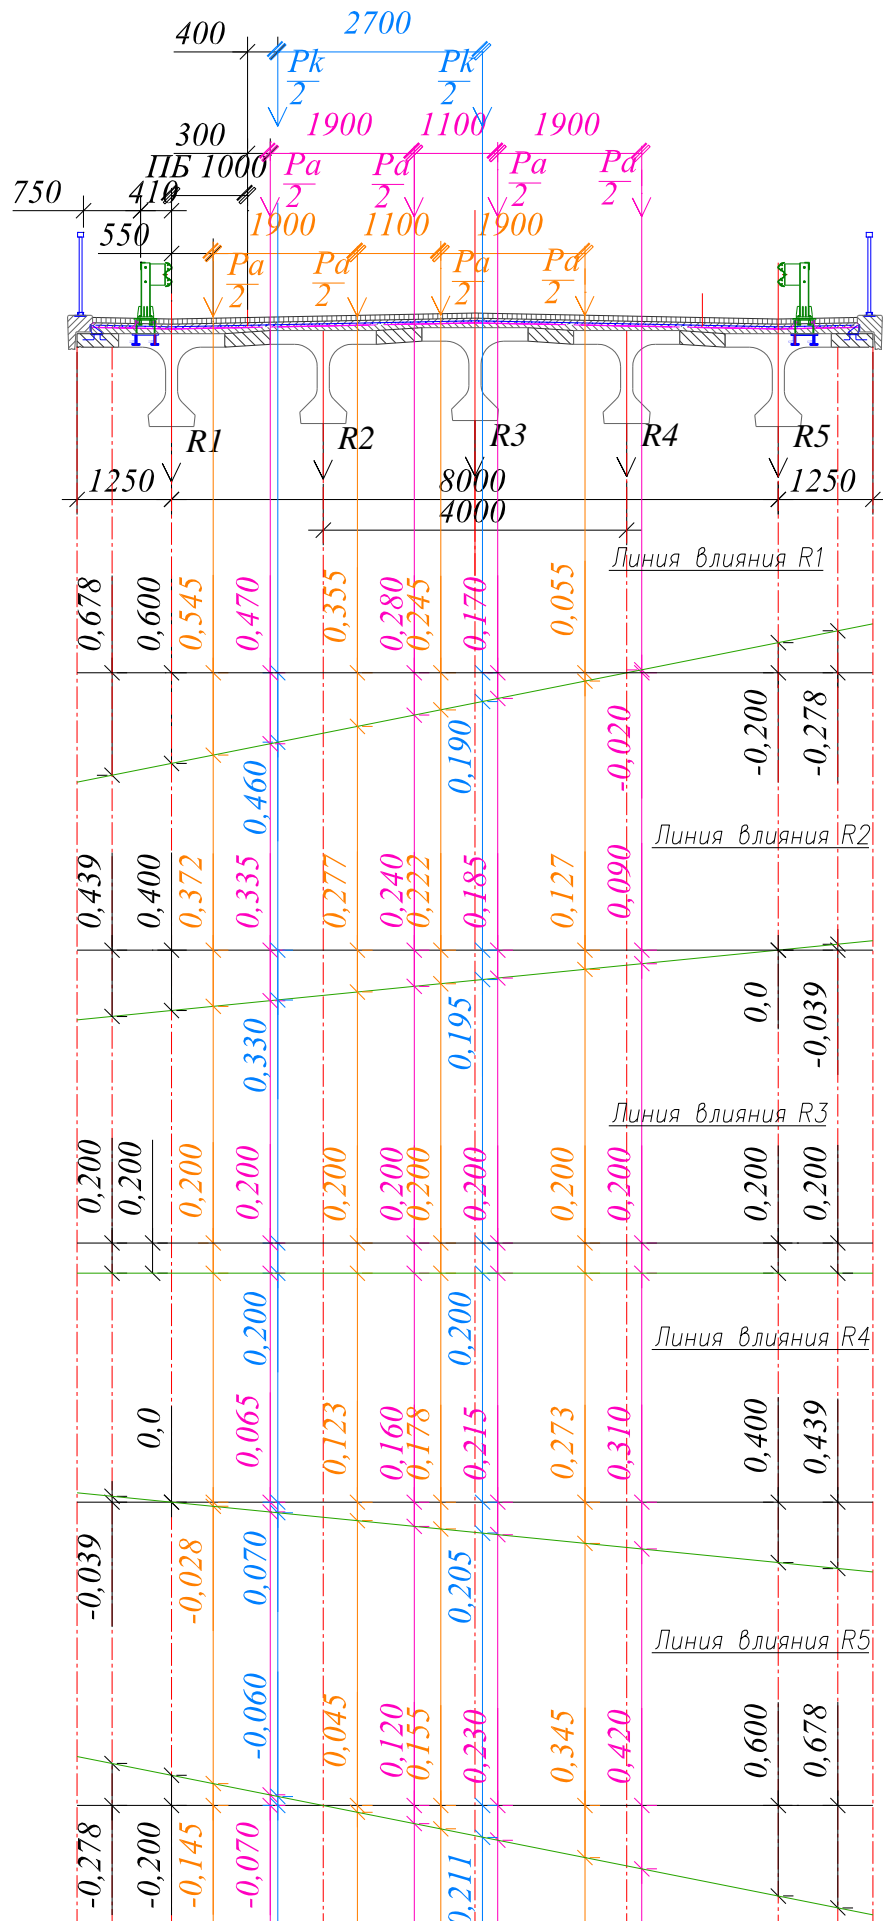 2700
400
Pk/2 Pk/2
1900 1100 1900
300
ПБ 1000
Pa/2 Pa/2 Pa/2 Pa/2
750 410
550
1900 1100 1900
Pa/2 Pa/2 Pa/2 Pa/2
R1 R2 R3 R4 R5
1250 8000 1250
4000
Линия влияния R1
0,678 0,600 0,545 0,470 0,355 0,280 0,245 0,170 0,055
0,460 0,190 -0,020 -0,200 -0,278
Линия влияния R2
0,439 0,400 0,372 0,335 0,277 0,240 0,222 0,185 0,127 0,090
0,330 0,195 0,0 -0,039
Линия влияния R3
0,200 0,200 0,200 0,200 0,200 0,200 0,200 0,200 0,200 0,200 0,200 0,200
0,200 0,200
Линия влияния R4
0,0 0,065 0,123 0,160 0,178 0,215 0,273 0,310 0,400 0,439
-0,039 -0,028 0,070 0,205
Линия влияния R5
-0,060 0,045 0,120 0,155 0,230 0,345 0,420 0,600 0,678
-0,278 -0,200 -0,145 -0,070 0,211